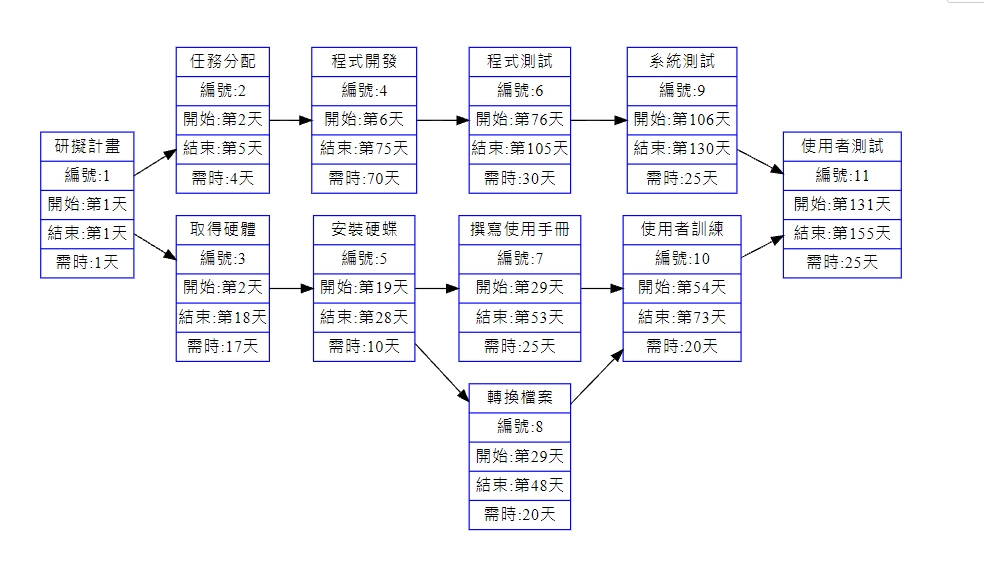 研擬計畫
編號:1
開始:第1天
結束:第1天
需時:1天
任務分配
編號:2
開始:第2天
結束:第5天
需時:4天
取得硬體
編號:3
開始:第2天
結束:第18天
需時:17天
程式開發
編號:4
開始:第6天
結束:第75天
需時:70天
安裝硬蝶
編號:5
開始:第19天
結束:第28天
需時:10天
程式測試
編號:6
開始:第76天
結束:第105天
需時:30天
撰寫使用手冊
編號:7
開始:第29天
結束:第53天
需時:25天
轉換檔案
編號:8
開始:第29天
結束:第48天
需時:20天
系統測試
編號:9
開始:第106天
結束:第130天
需時:25天
使用者訓練
編號:10
開始:第54天
結束:第73天
需時:20天
使用者測試
編號:11
開始:第131天
結束:第155天
需時:25天